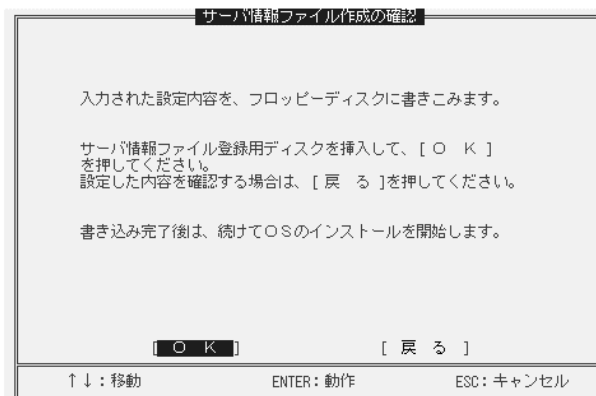 サーバ情報ファイル作成の確認
入力された設定内容を、フロッピーディスクに書きこみます。
サーバ情報ファイル登録用ディスクを挿入して、[ Ｏ Ｋ ]
を押してください。
設定した内容を確認する場合は、[ 戻 る ]を押してください。
書き込み完了後は、続けてＯＳのインストールを開始します。
[ Ｏ Ｋ ] [ 戻 る ]
↑↓：移動 ENTER：動作 ESC：キャンセル